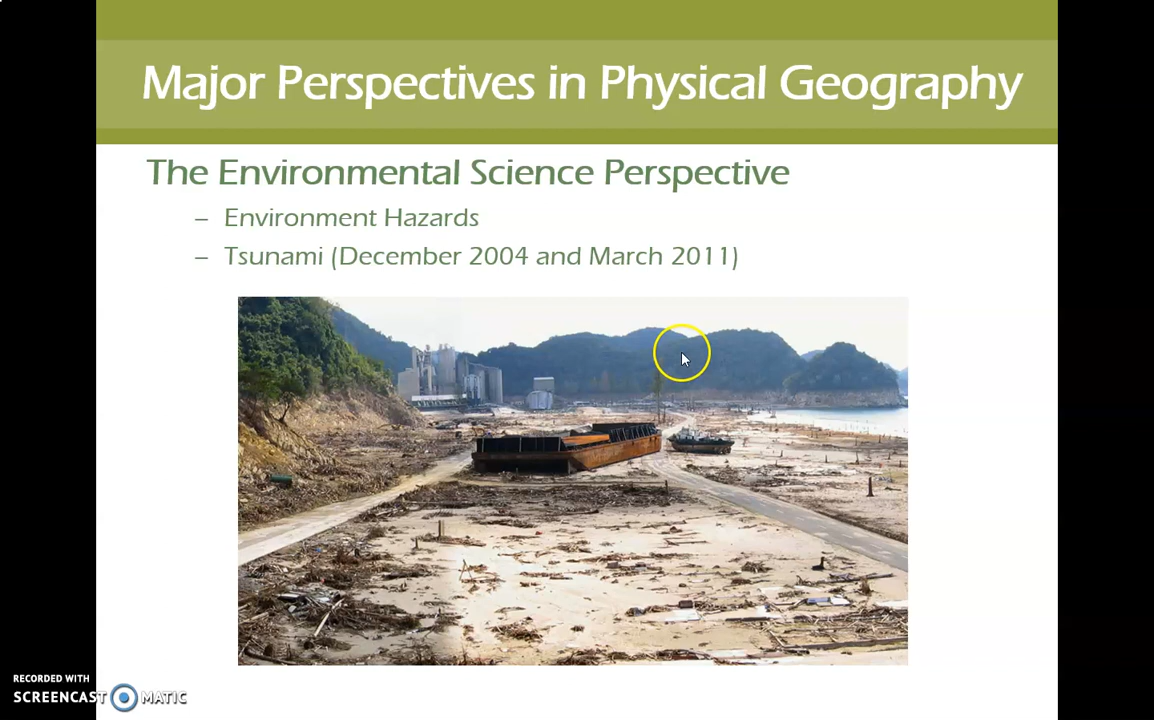 Major Perspectives in Physical Geography
The Environmental Science Perspective
– Environment Hazards
– Tsunami (December 2004 and March 2011)
RECORDED WITH
SCREENCAST MATIC